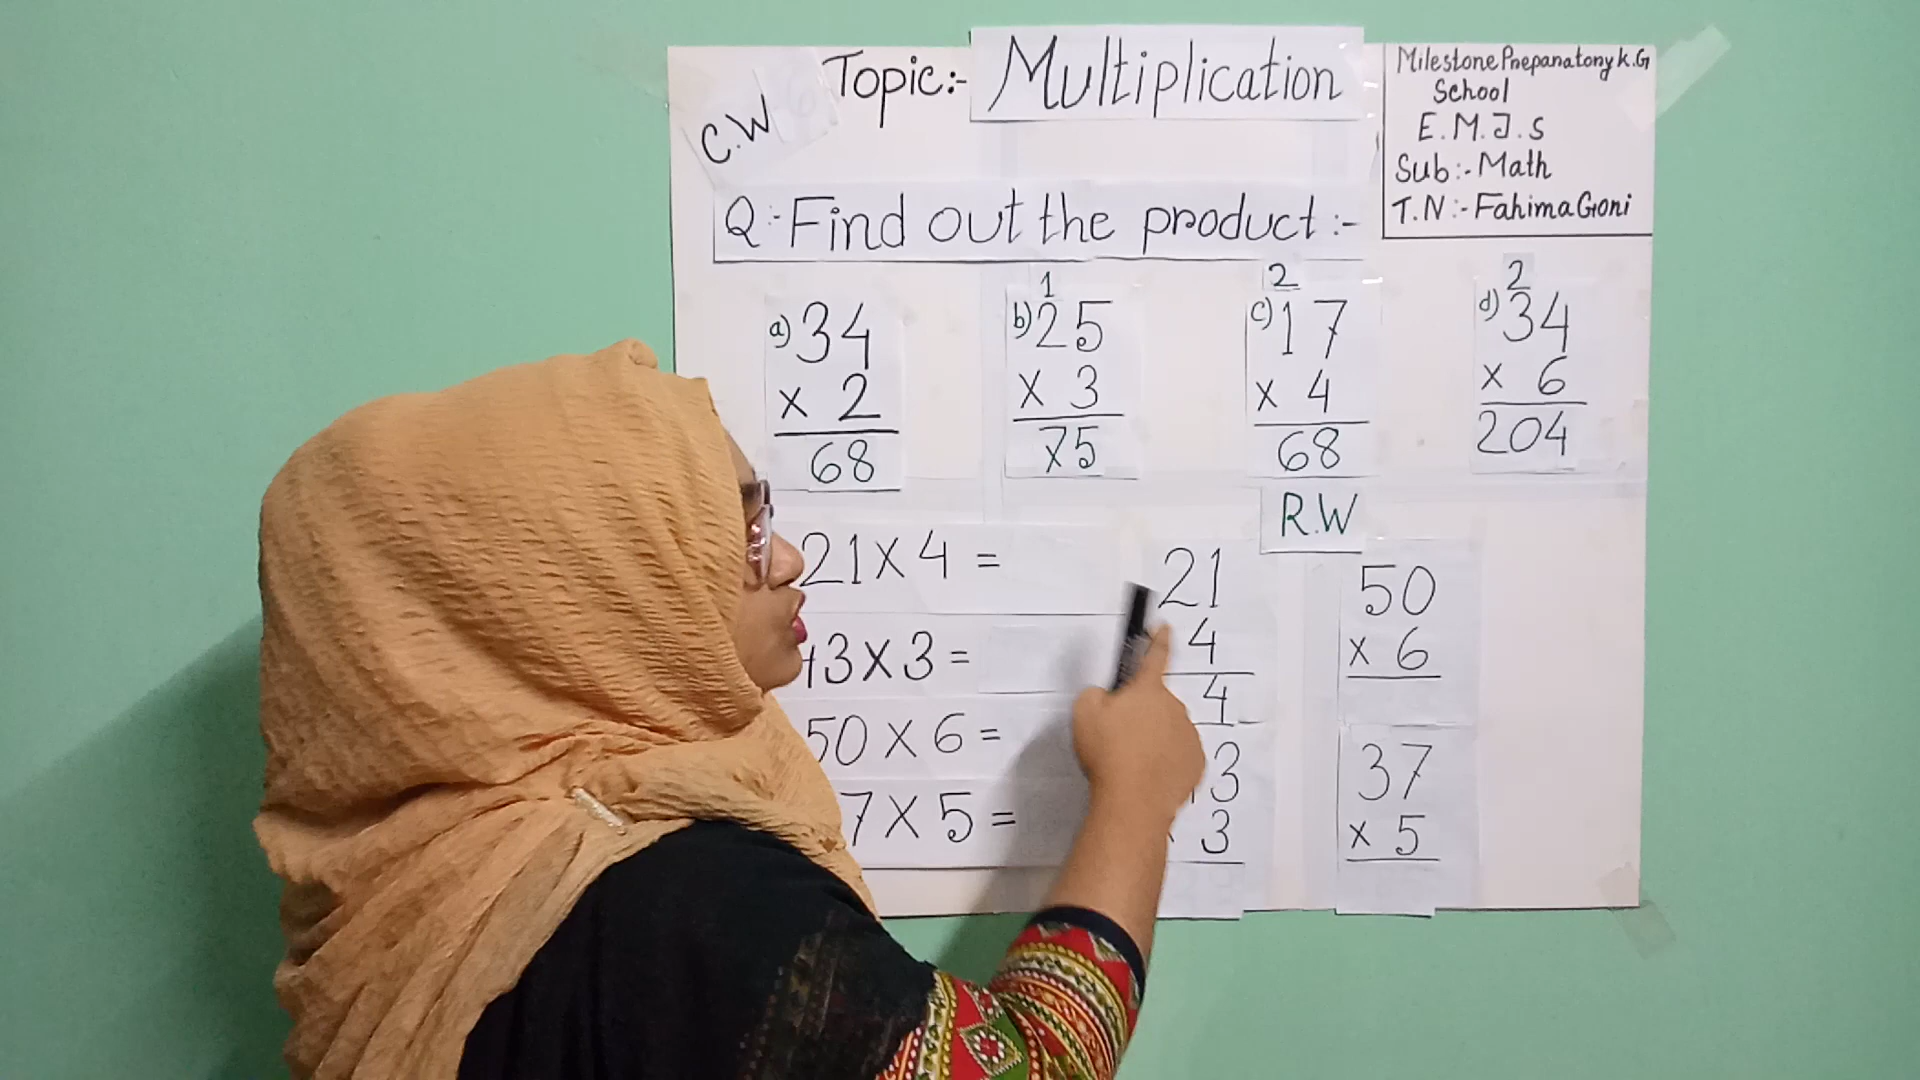 C.W
Topic:- Multiplication
Milestone Preparatory K.G
School
E.M.J.S
Sub:- Math
T.N:- Fahima Goni
Q:- Find out the product:-
a) 34
x 2
68
1
b) 25
x 3
75
2
c) 17
x 4
68
2
d) 34
x 6
204
R.W
21 x 4 =
3 x 3 =
50 x 6 =
7 x 5 =
21
4
4
50
x 6
3
x 3
37
x 5